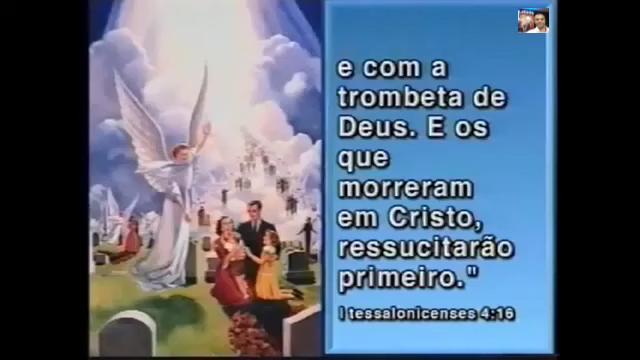 e com a
trombeta de
Deus. E os
que
morreram
em Cristo,
ressucitarão
primeiro."
I tessalonicenses 4:16